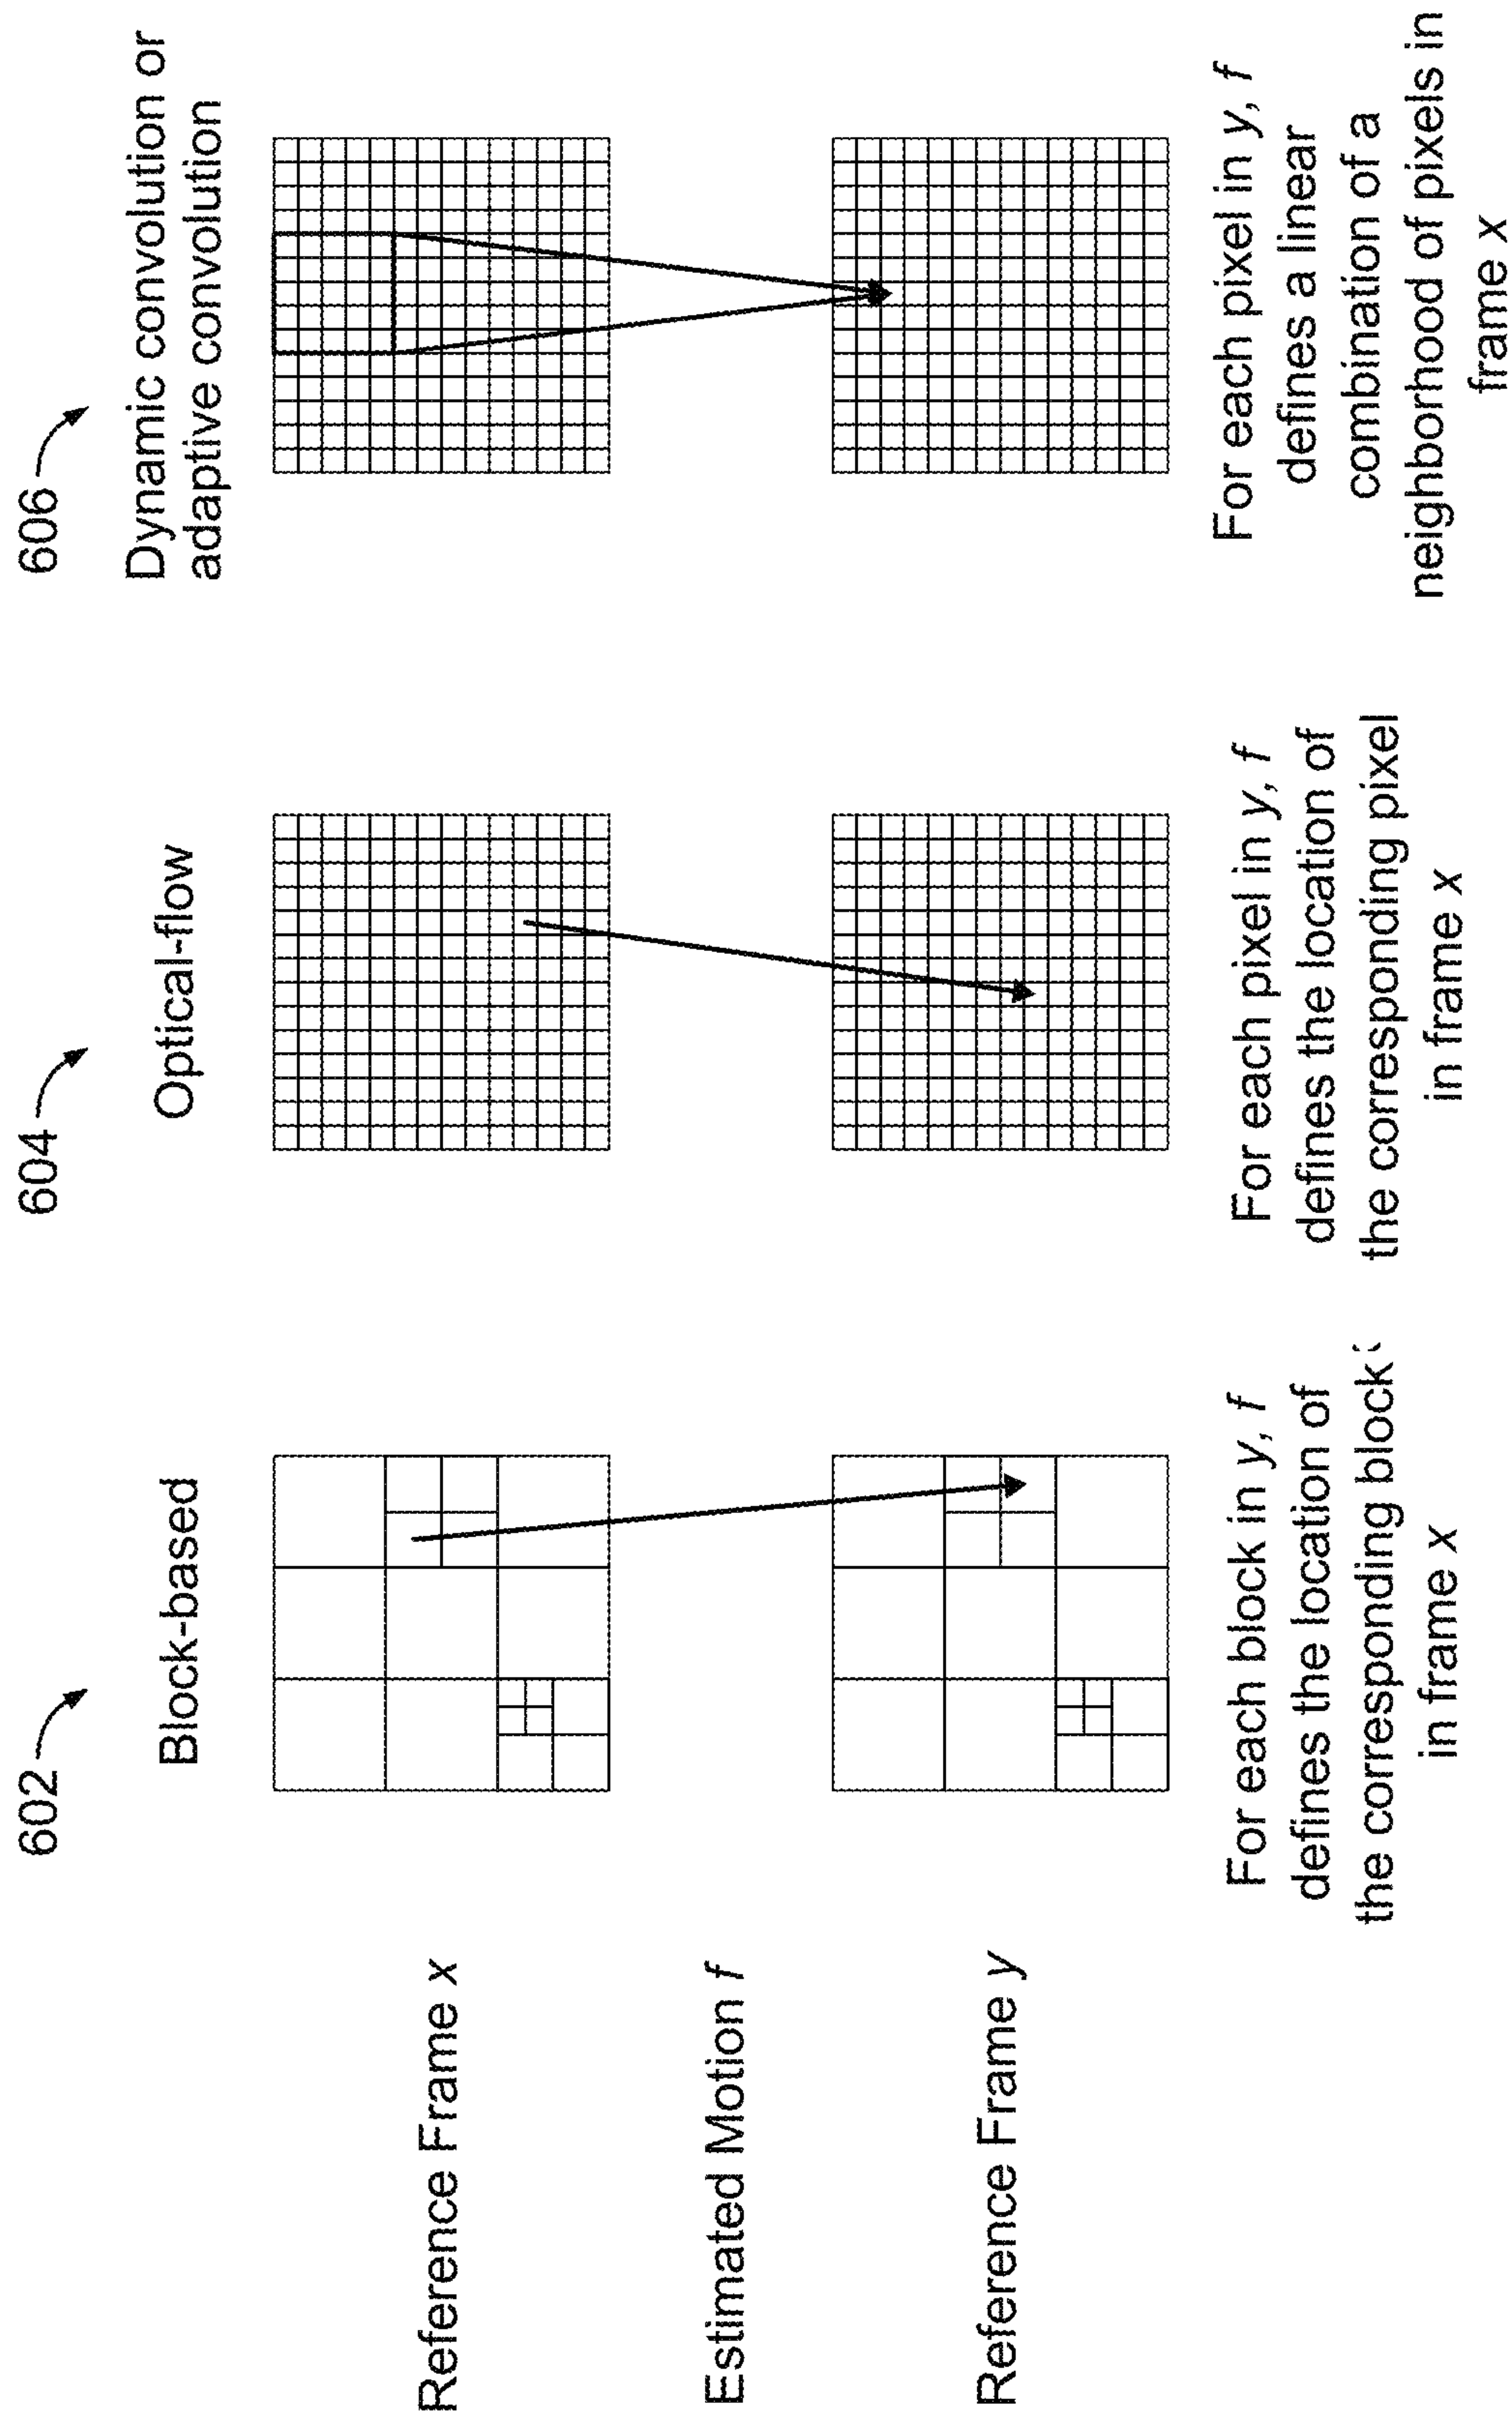 602
604
606
Block-based
Optical-flow
Dynamic convolution or
adaptive convolution
Reference Frame x
Estimated Motion f
Reference Frame y
For each block in y, f
defines the location of
the corresponding block
in frame x
For each pixel in y, f
defines the location of
the corresponding pixel
in frame x
For each pixel in y, f
defines a linear
combination of a
neighborhood of pixels in
frame x